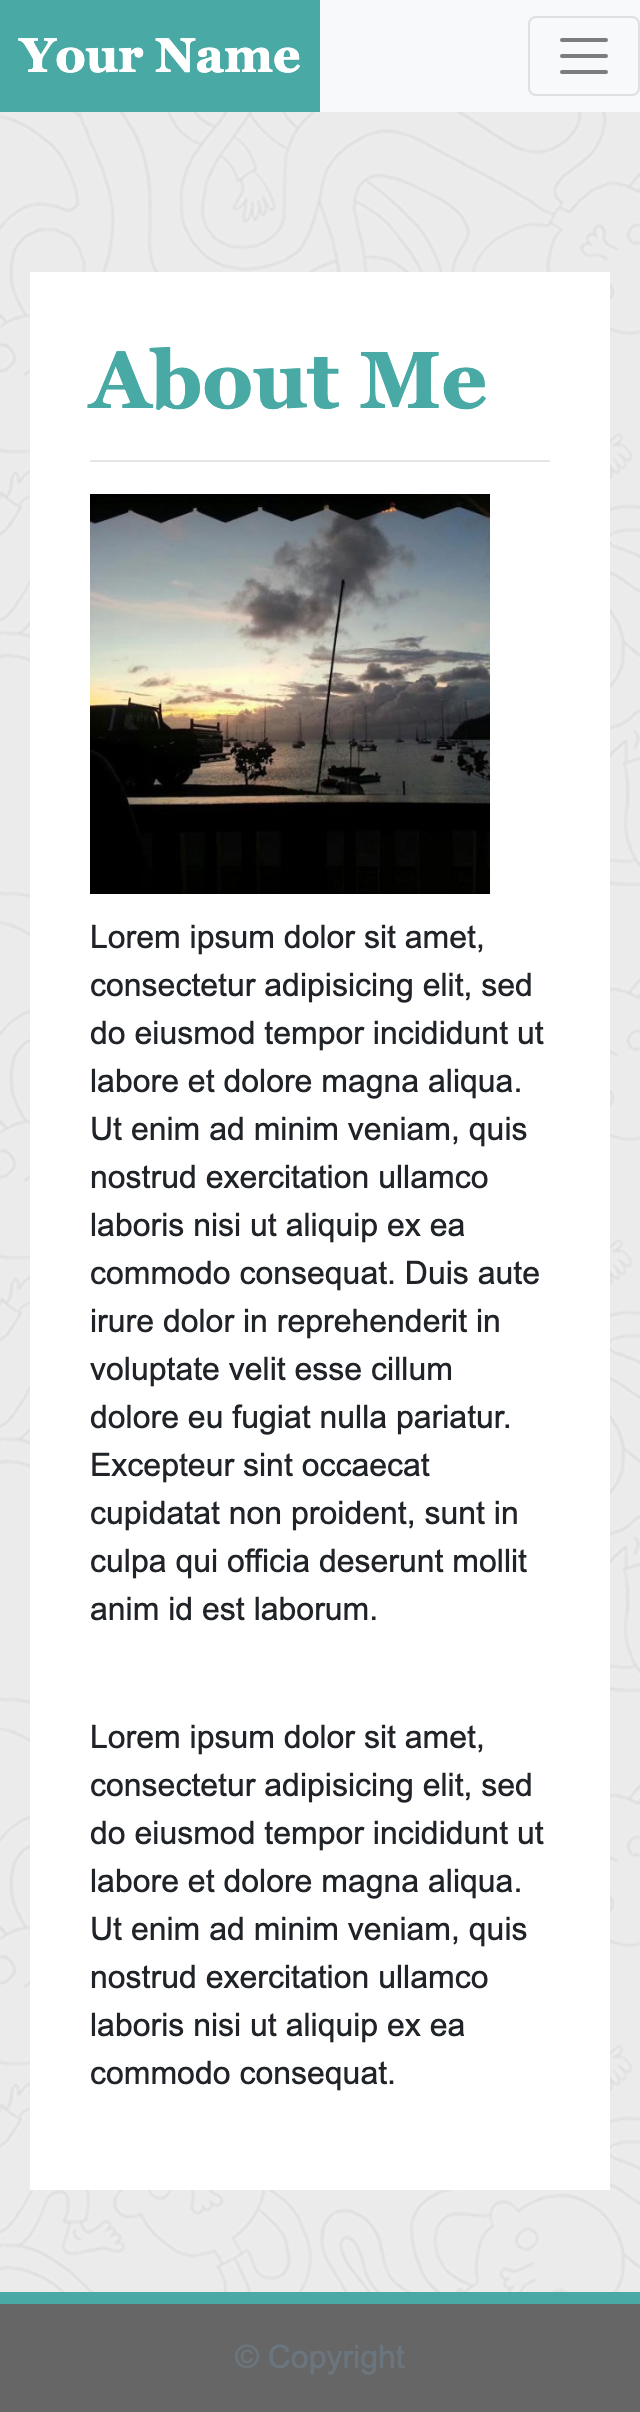 Your Name
About Me
Lorem ipsum dolor sit amet,
consectetur adipisicing elit, sed
do eiusmod tempor incididunt ut
labore et dolore magna aliqua.
Ut enim ad minim veniam, quis
nostrud exercitation ullamco
laboris nisi ut aliquip ex ea
commodo consequat. Duis aute
irure dolor in reprehenderit in
voluptate velit esse cillum
dolore eu fugiat nulla pariatur.
Excepteur sint occaecat
cupidatat non proident, sunt in
culpa qui officia deserunt mollit
anim id est laborum.
Lorem ipsum dolor sit amet,
consectetur adipisicing elit, sed
do eiusmod tempor incididunt ut
labore et dolore magna aliqua.
Ut enim ad minim veniam, quis
nostrud exercitation ullamco
laboris nisi ut aliquip ex ea
commodo consequat.
© Copyright